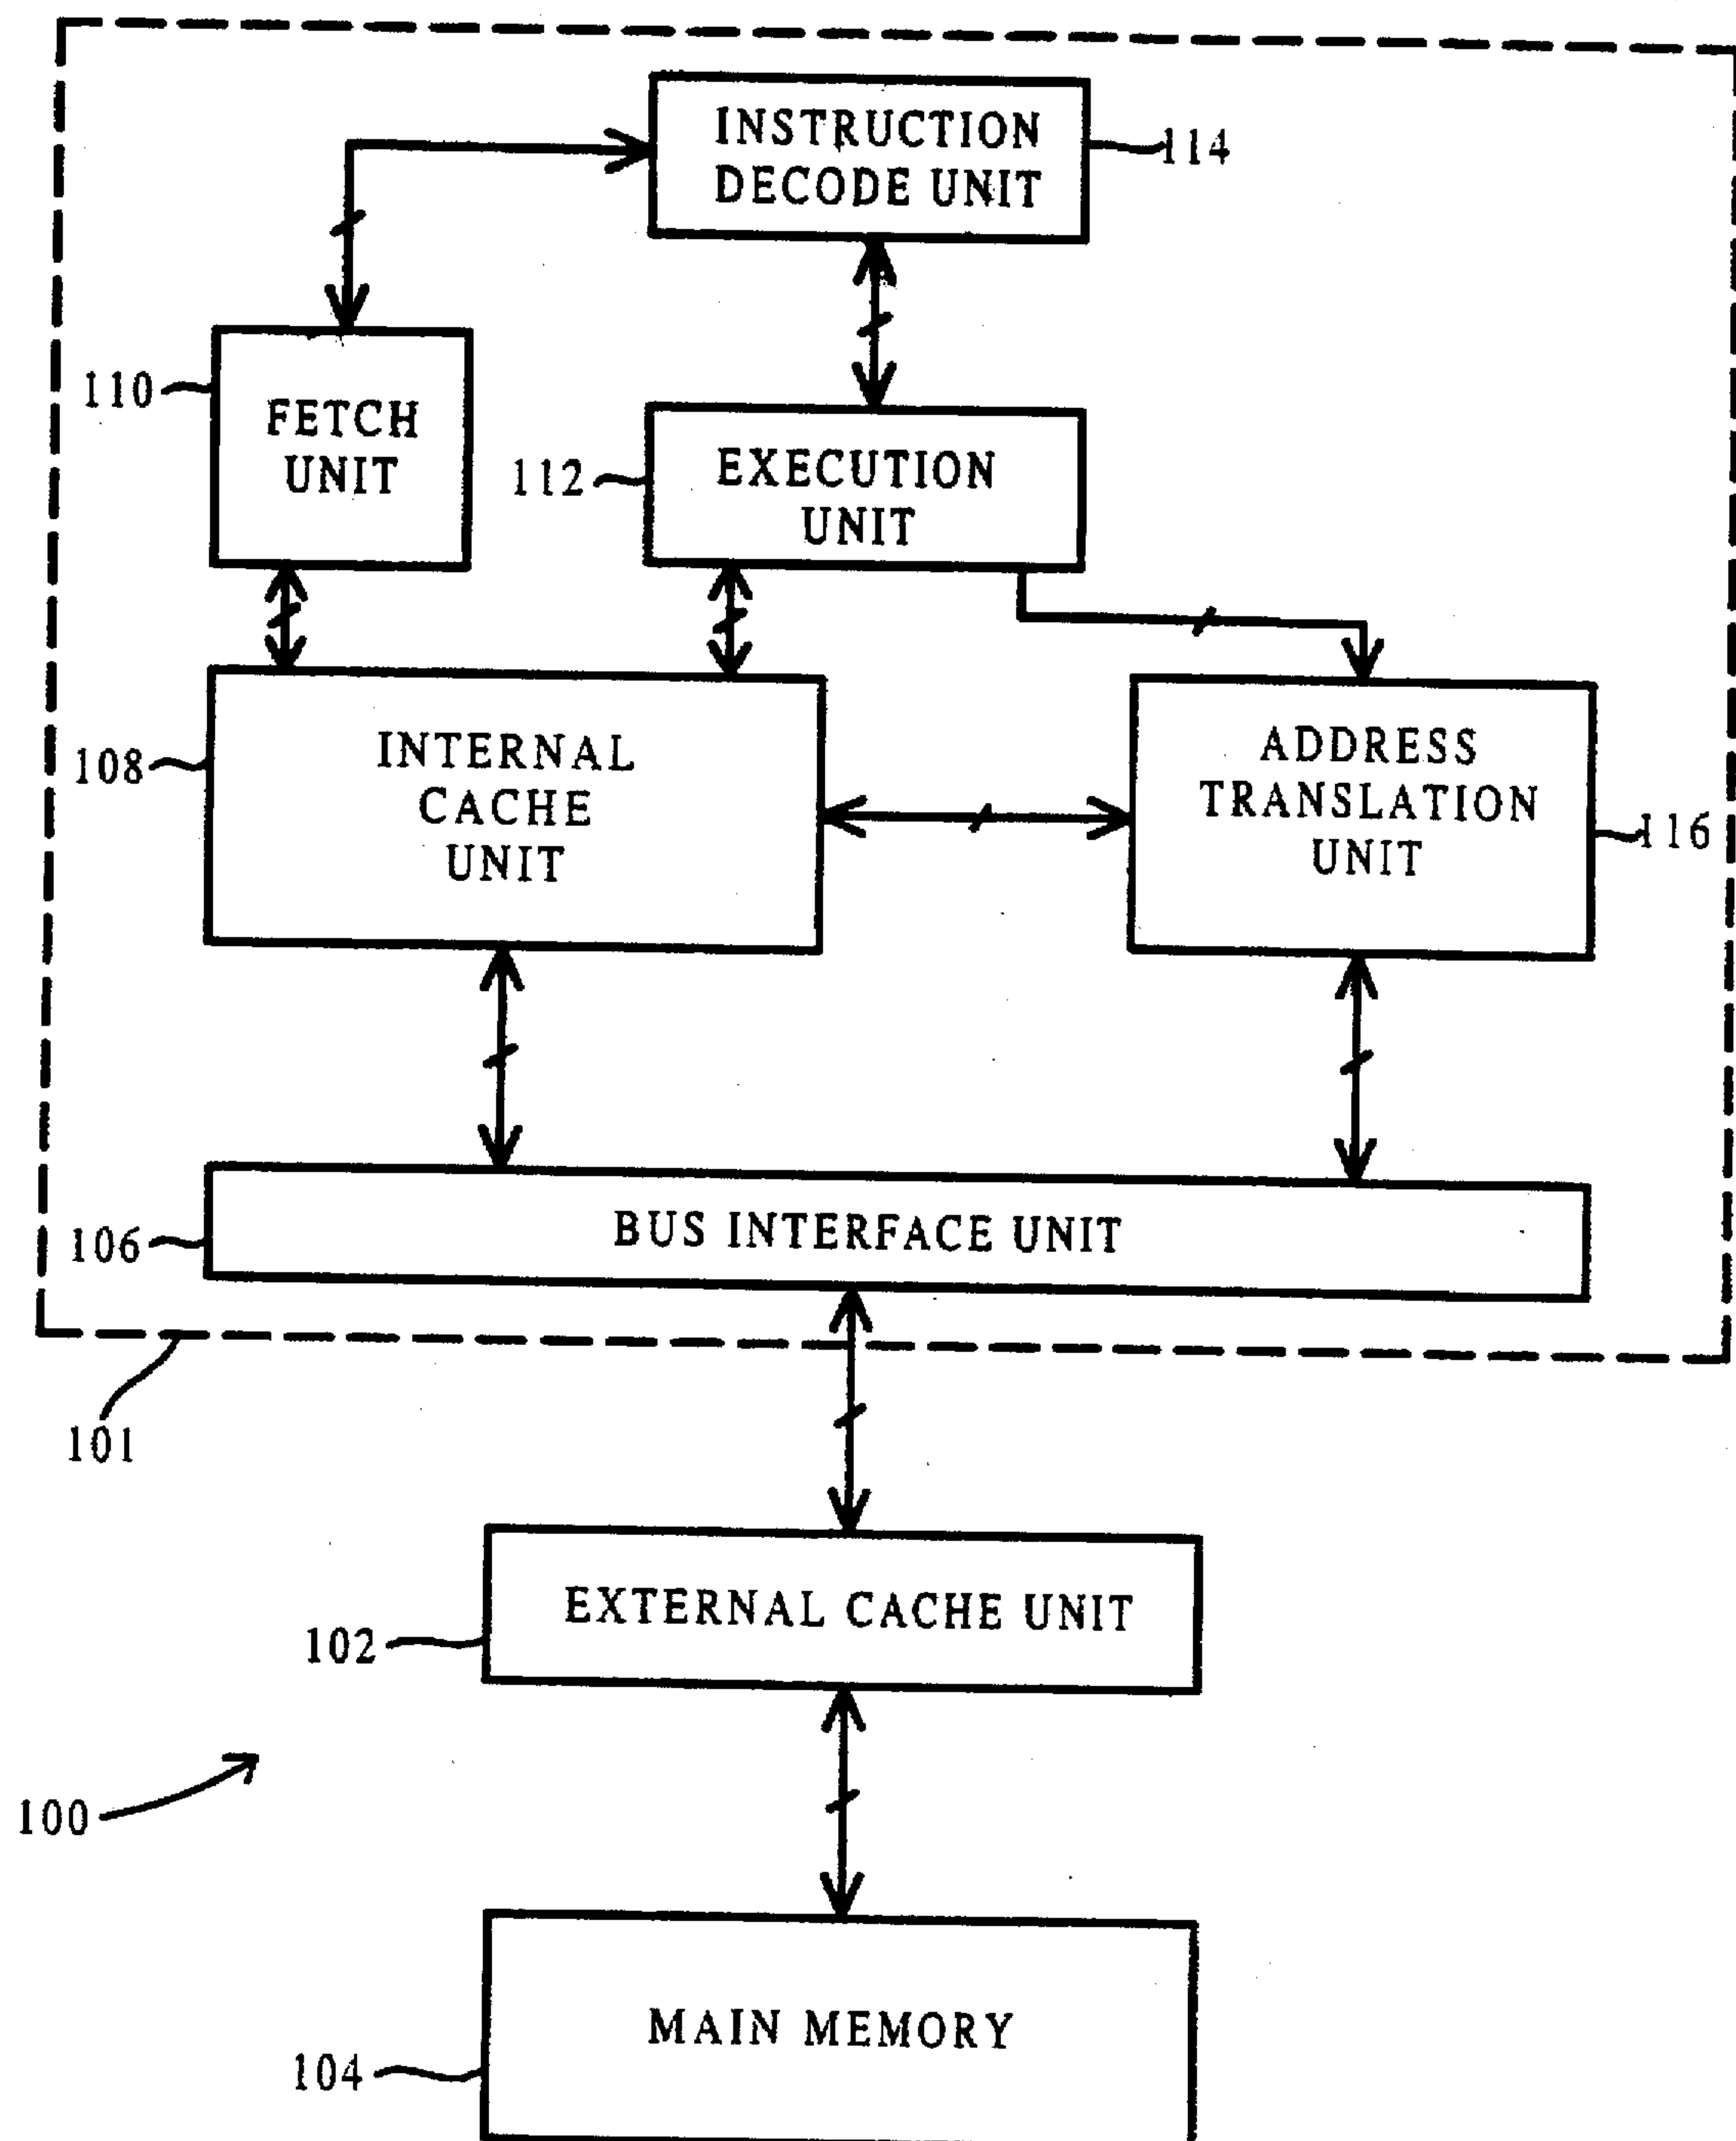 INSTRUCTION
DECODE UNIT
114
110
FETCH
UNIT
112
EXECUTION
UNIT
108
INTERNAL
CACHE
UNIT
ADDRESS
TRANSLATION
UNIT
116
106
BUS INTERFACE UNIT
101
EXTERNAL CACHE UNIT
102
100
MAIN MEMORY
104